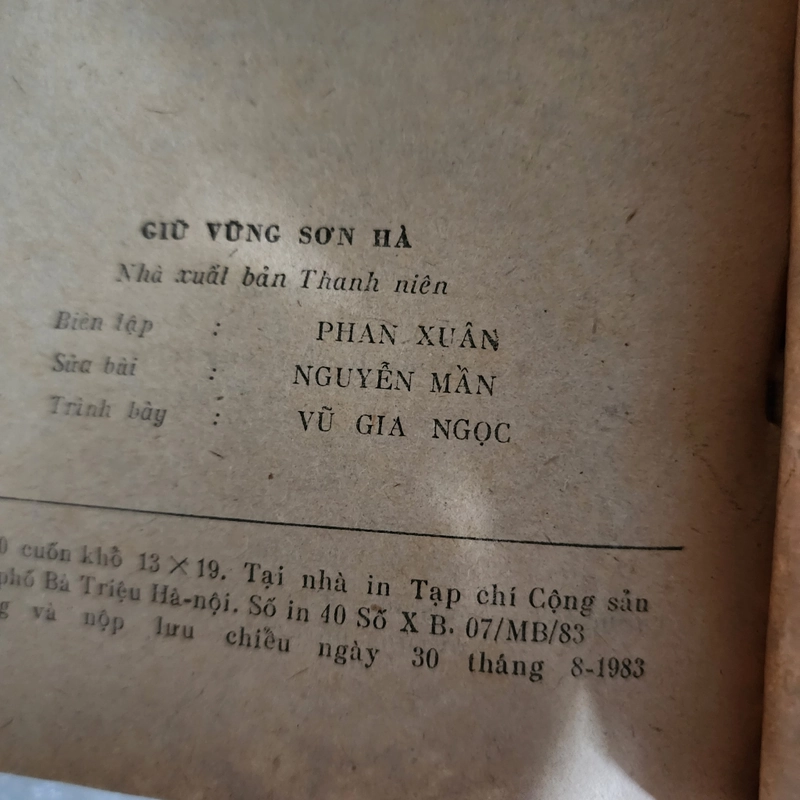 GIỮ VỮNG SƠN HÀ
Nhà xuất bản Thanh niên
Biên tập : PHAN XUÂN
Sửa bài : NGUYỄN MẦN
Trình bày : VŨ GIA NGỌC
0 cuốn khổ 13 × 19. Tại nhà in Tạp chí Cộng sản
phố Bà Triệu Hà-nội. Số in 40 Số X B. 07/MB/83
g và nộp lưu chiều ngày 30 tháng 8-1983